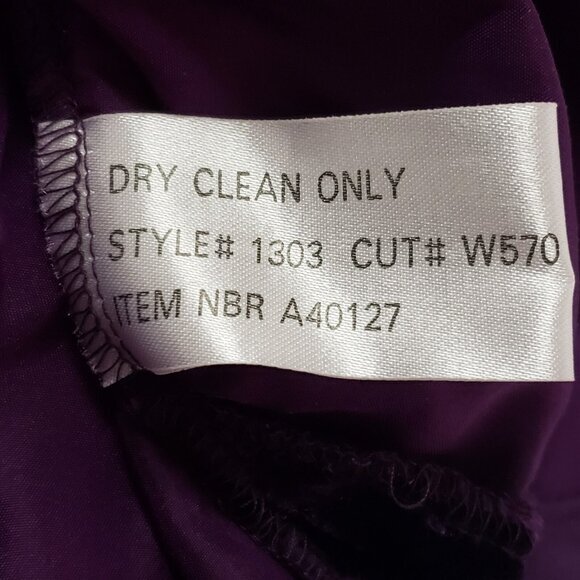 DRY CLEAN ONLY
STYLE# 1303 CUT# W570
ITEM NBR A40127